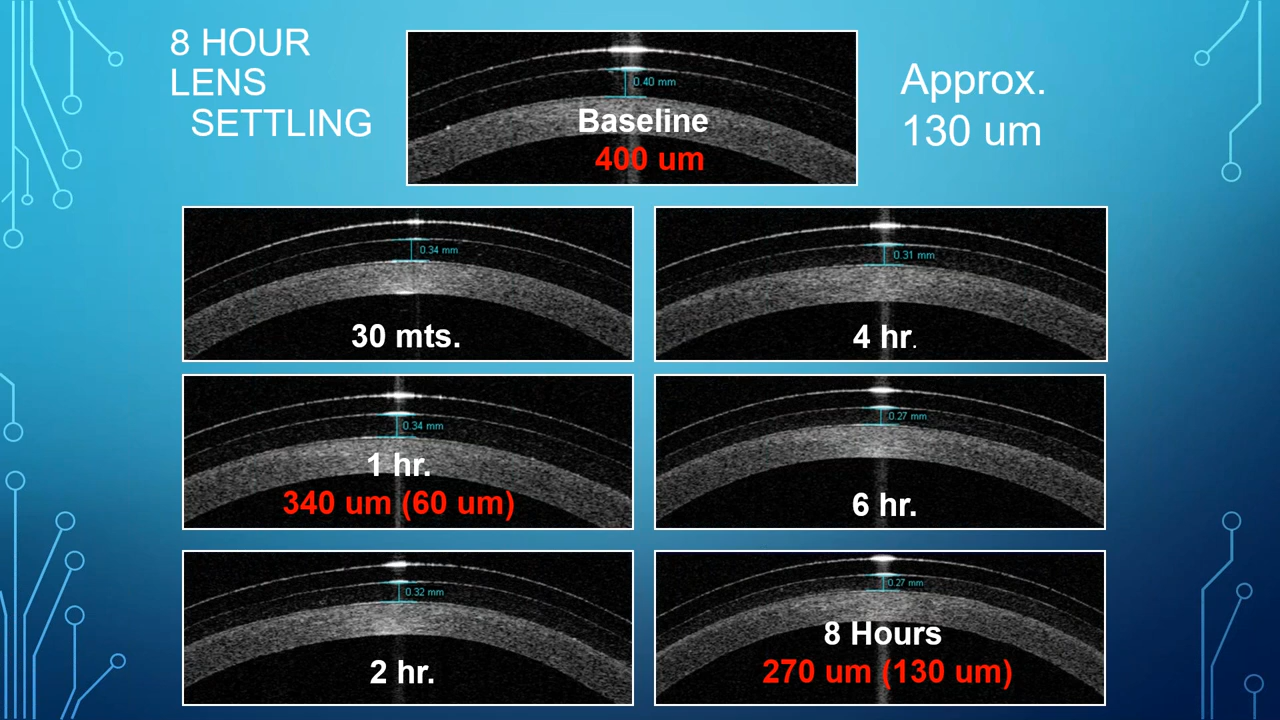 8 HOUR
LENS
SETTLING
0.40 mm
Baseline
400 um
Approx.
130 um
0.34 mm
30 mts.
0.31 mm
4 hr.
0.34 mm
1 hr.
340 um (60 um)
0.27 mm
6 hr.
0.32 mm
2 hr.
0.27 mm
8 Hours
270 um (130 um)